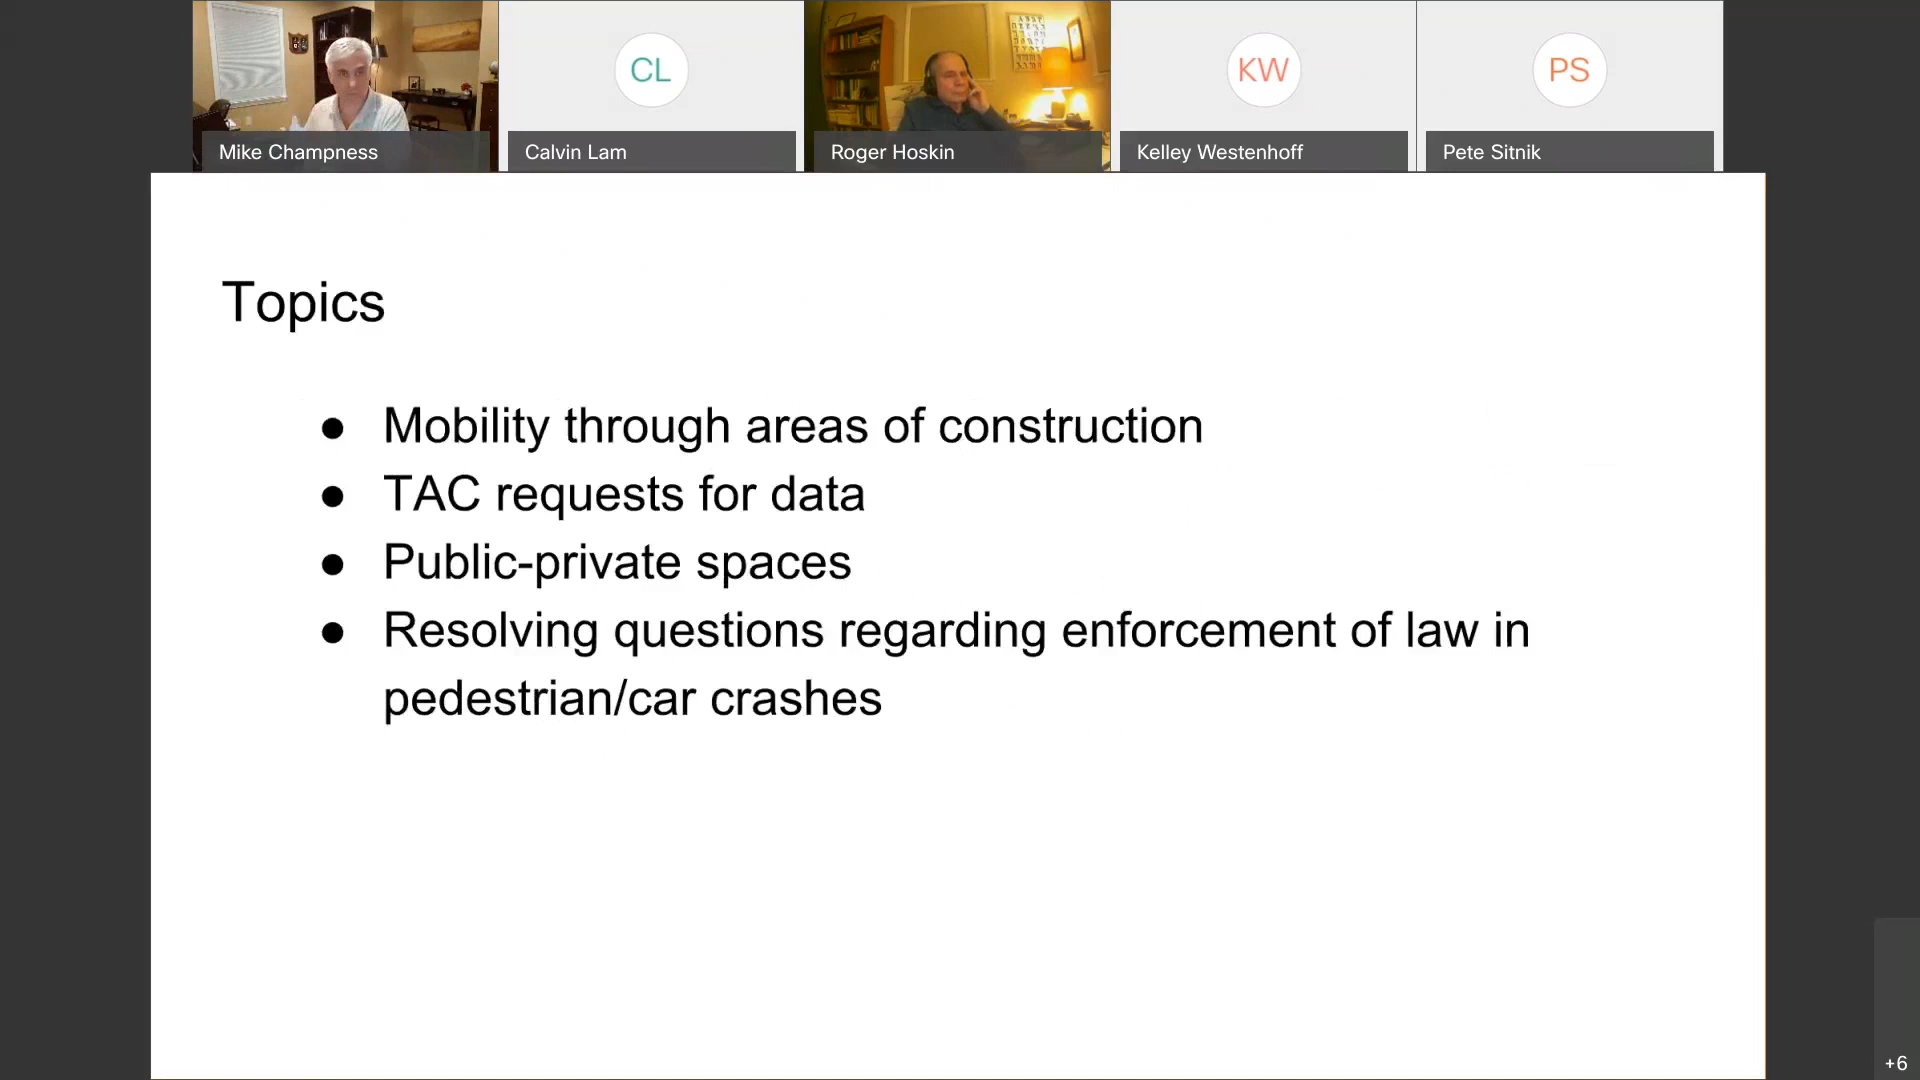 CL
KW
PS
Mike Champness
Calvin Lam
Roger Hoskin
Kelley Westenhoff
Pete Sitnik
Topics
● Mobility through areas of construction
● TAC requests for data
● Public-private spaces
● Resolving questions regarding enforcement of law in
pedestrian/car crashes
+6